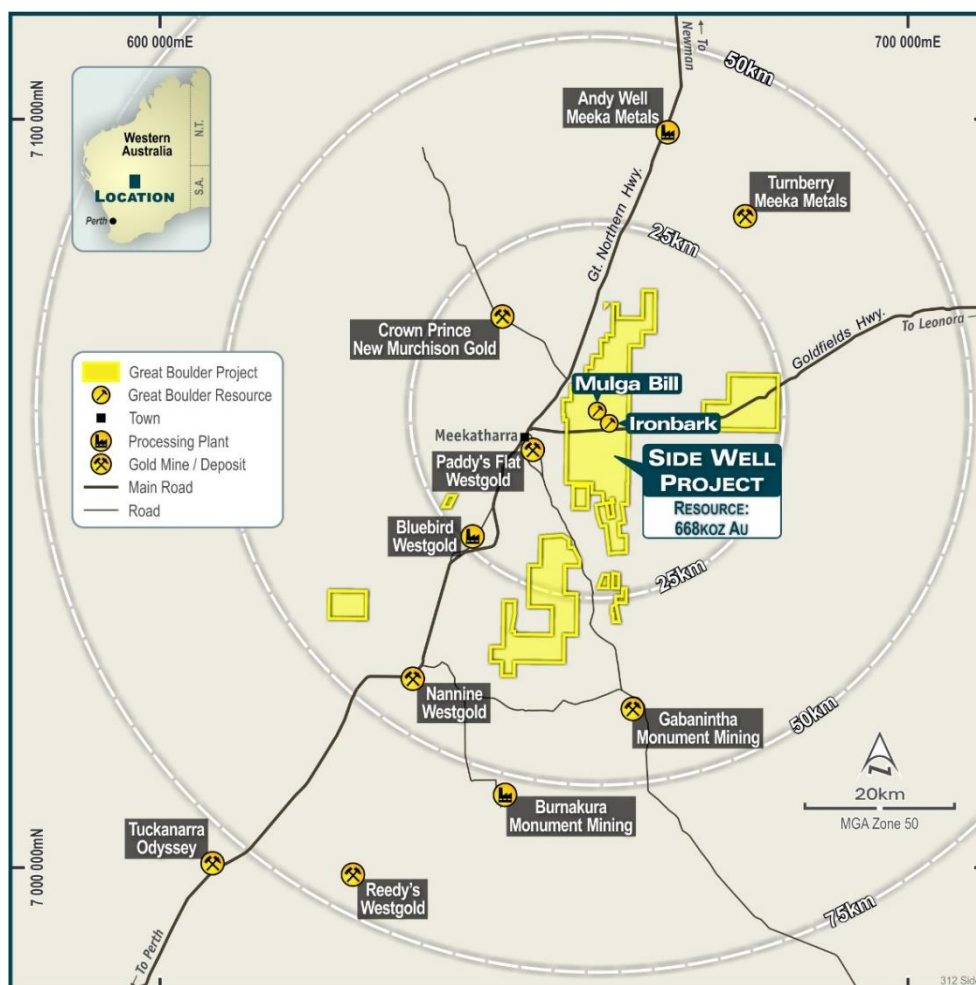 600 000mE
700 000mE
7 100 000mN
7 000 000mN
Western
Australia
LOCATION
Perth
N.T.
S.A.
To
Newman
50km
Andy Well
Meeka Metals
Turnberry
Meeka Metals
25km
Gt. Northern Hwy.
Goldfields Hwy.
To Leonora
Crown Prince
New Murchison Gold
Great Boulder Project
Great Boulder Resource
Town
Processing Plant
Gold Mine / Deposit
Main Road
Road
Mulga Bill
Ironbark
Meekatharra
Paddy's Flat
Westgold
SIDE WELL
PROJECT
RESOURCE:
668KOZ AU
Bluebird
Westgold
25km
Nannine
Westgold
Gabanintha
Monument Mining
50km
20km
MGA Zone 50
Burnakura
Monument Mining
Tuckanarra
Odyssey
Reedy's
Westgold
75km
To Perth
312 Side